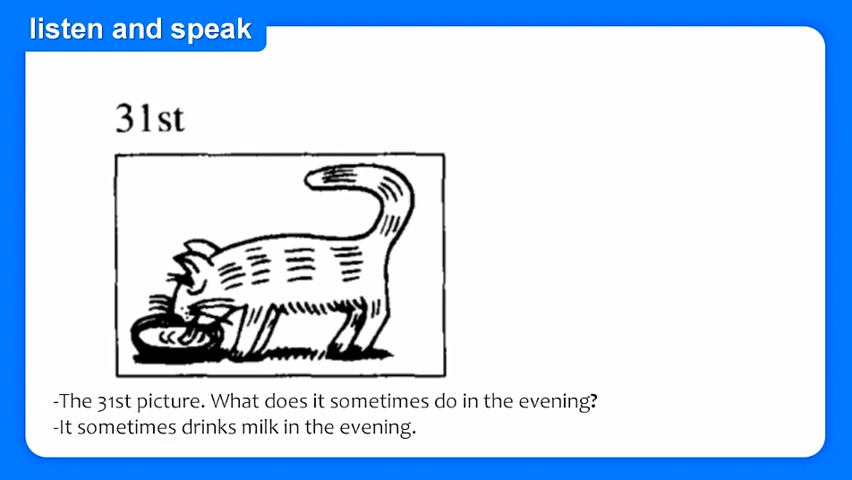 listen and speak
31st
-The 31st picture. What does it sometimes do in the evening?
-It sometimes drinks milk in the evening.